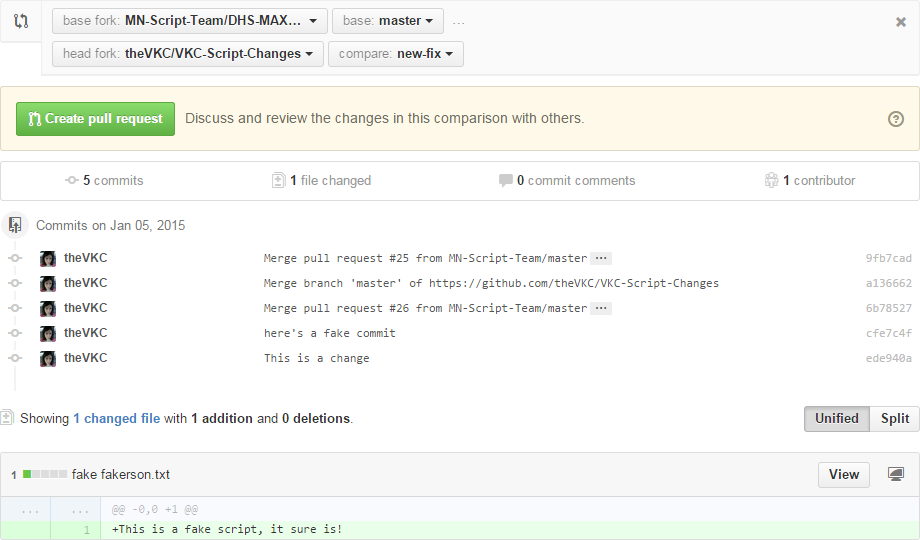 base fork: MN-Script-Team/DHS-MAX... base: master ...
head fork: theVKC/VKC-Script-Changes compare: new-fix
Create pull request Discuss and review the changes in this comparison with others. ?
5 commits 1 file changed 0 commit comments 1 contributor
Commits on Jan 05, 2015
theVKC Merge pull request #25 from MN-Script-Team/master ... 9fb7cad
theVKC Merge branch 'master' of https://github.com/theVKC/VKC-Script-Changes a136662
theVKC Merge pull request #26 from MN-Script-Team/master ... 6b78527
theVKC here's a fake commit cfe7c4f
theVKC This is a change ede940a
Showing 1 changed file with 1 addition and 0 deletions. Unified Split
1 fake fakerson.txt View
... ... @@ -0,0 +1 @@
1 +This is a fake script, it sure is!